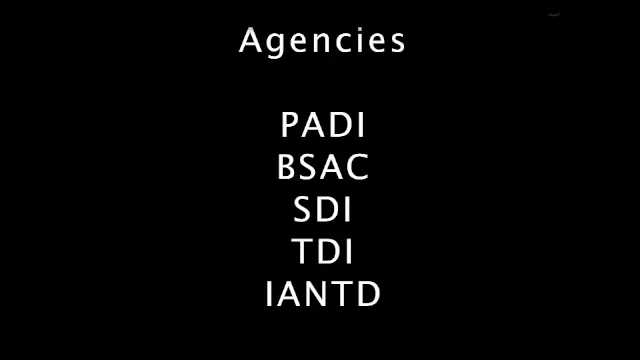 Agencies
PADI
BSAC
SDI
TDI
IANTD